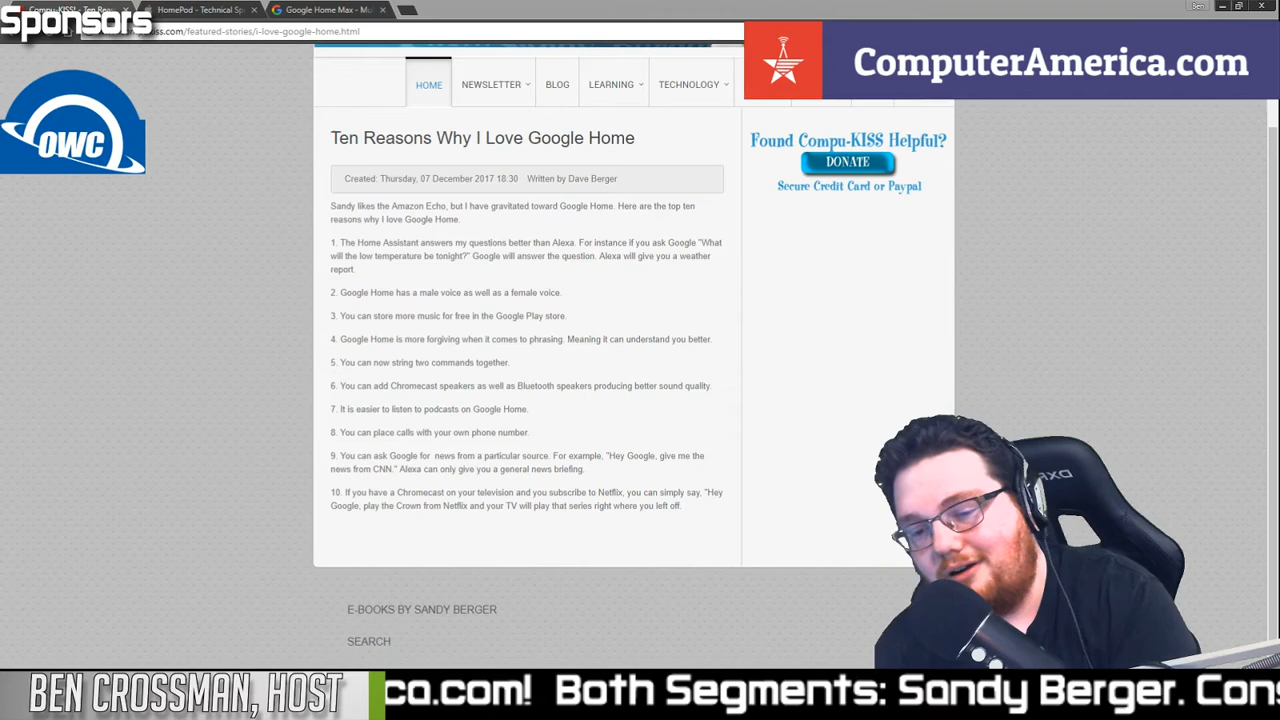 Sponsors
HomePod - Technical Sp
Google Home Max - Mu
Ben
iss.com/featured-stories/i-love-google-home.html
ComputerAmerica.com
OWC
HOME
NEWSLETTER
BLOG
LEARNING
TECHNOLOGY
Ten Reasons Why I Love Google Home
Created: Thursday, 07 December 2017 18:30 Written by Dave Berger
Sandy likes the Amazon Echo, but I have gravitated toward Google Home. Here are the top ten
reasons why I love Google Home.
1. The Home Assistant answers my questions better than Alexa. For instance if you ask Google "What
will the low temperature be tonight?" Google will answer the question. Alexa will give you a weather
report.
2. Google Home has a male voice as well as a female voice.
3. You can store more music for free in the Google Play store.
4. Google Home is more forgiving when it comes to phrasing. Meaning it can understand you better.
5. You can now string two commands together.
6. You can add Chromecast speakers as well as Bluetooth speakers producing better sound quality.
7. It is easier to listen to podcasts on Google Home.
8. You can place calls with your own phone number.
9. You can ask Google for news from a particular source. For example, "Hey Google, give me the
news from CNN." Alexa can only give you a general news briefing.
10. If you have a Chromecast on your television and you subscribe to Netflix, you can simply say, "Hey
Google, play the Crown from Netflix and your TV will play that series right where you left off.
Found Compu-KISS Helpful?
DONATE
Secure Credit Card or Paypal
E-BOOKS BY SANDY BERGER
SEARCH
BEN CROSSMAN, HOST
ca.com! Both Segments: Sandy Berger. Cons